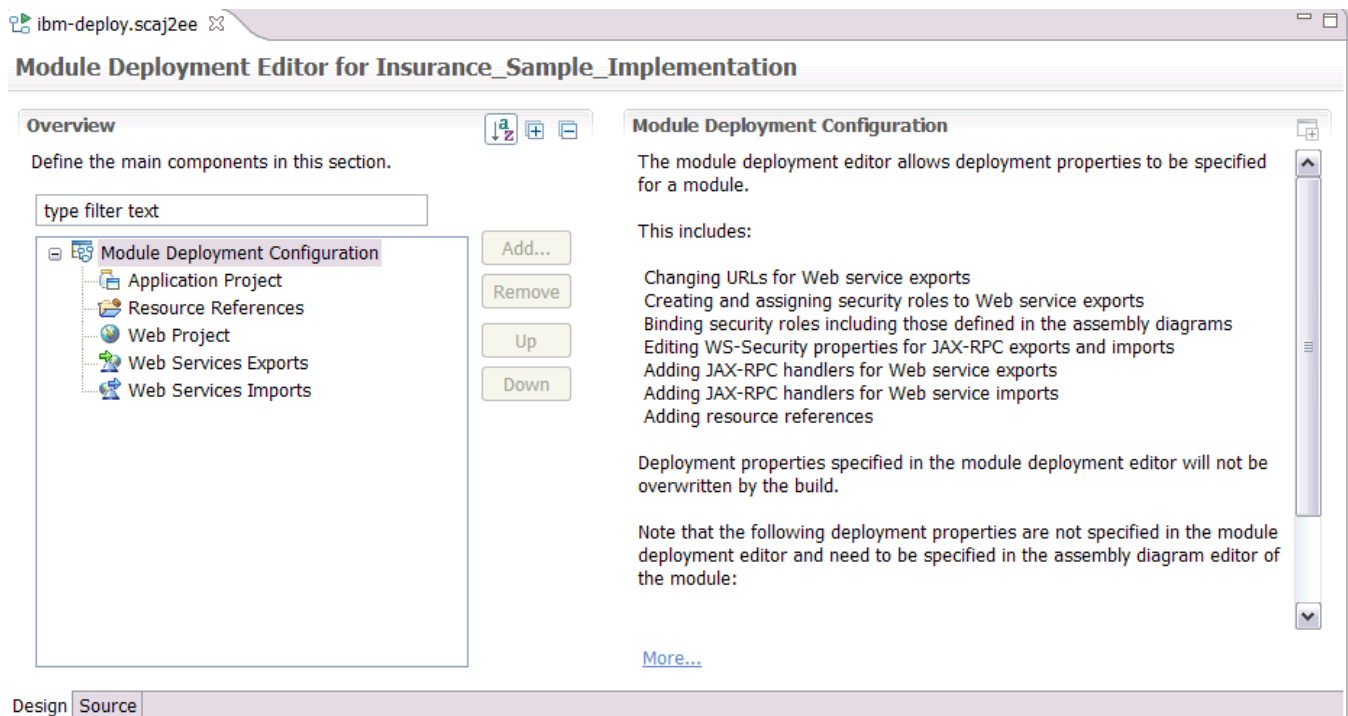 ibm-deploy.scaj2ee
Module Deployment Editor for Insurance_Sample_Implementation
Overview
Define the main components in this section.
type filter text
Module Deployment Configuration
Application Project
Resource References
Web Project
Web Services Exports
Web Services Imports
Add...
Remove
Up
Down
Module Deployment Configuration
The module deployment editor allows deployment properties to be specified
for a module.
This includes:
Changing URLs for Web service exports
Creating and assigning security roles to Web service exports
Binding security roles including those defined in the assembly diagrams
Editing WS-Security properties for JAX-RPC exports and imports
Adding JAX-RPC handlers for Web service exports
Adding JAX-RPC handlers for Web service imports
Adding resource references
Deployment properties specified in the module deployment editor will not be
overwritten by the build.
Note that the following deployment properties are not specified in the module
deployment editor and need to be specified in the assembly diagram editor of
the module:
More...
Design Source